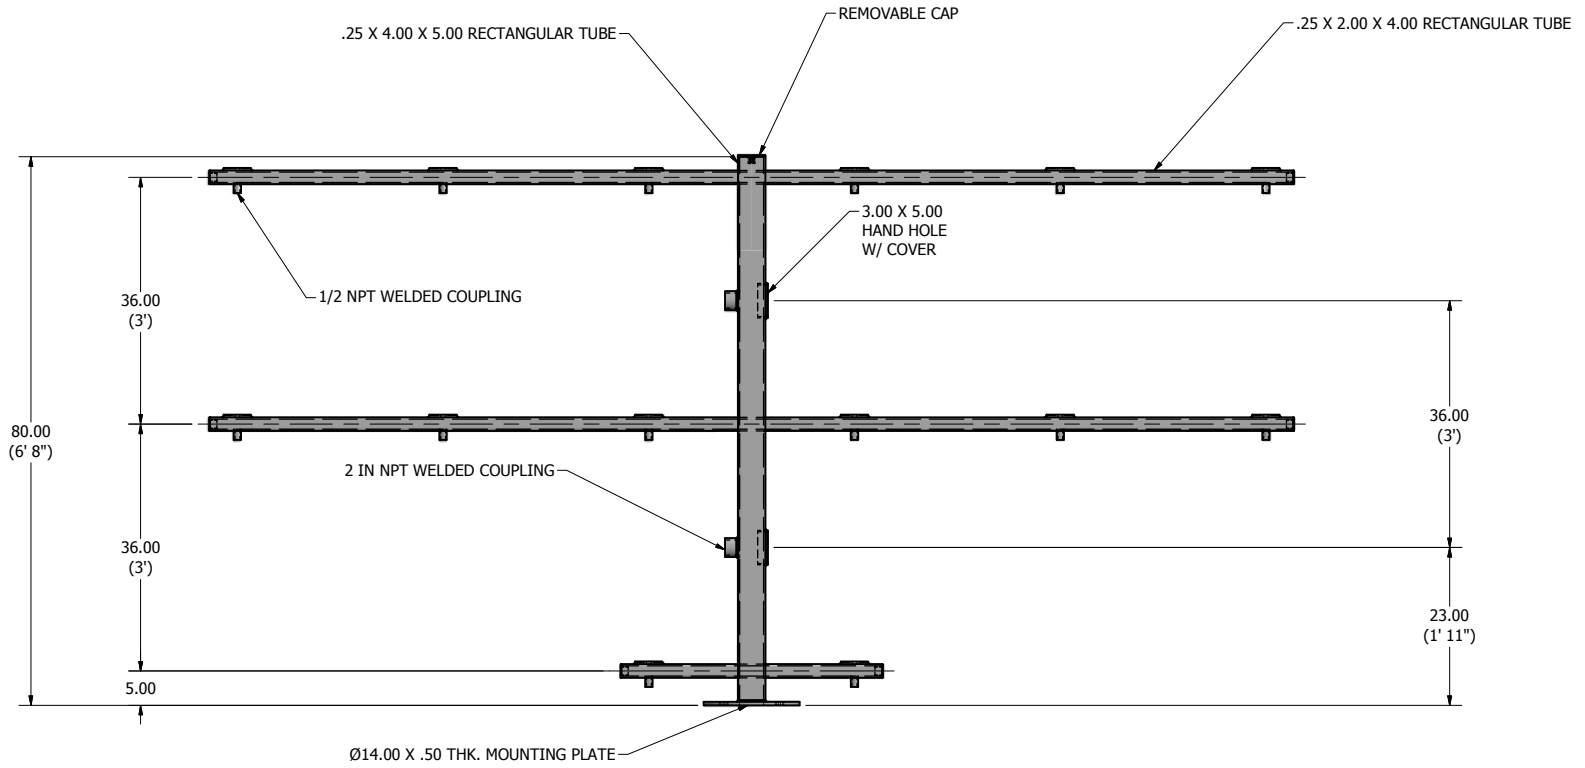 REMOVABLE CAP
.25 X 4.00 X 5.00 RECTANGULAR TUBE
.25 X 2.00 X 4.00 RECTANGULAR TUBE
3.00 X 5.00
HAND HOLE
W/ COVER
1/2 NPT WELDED COUPLING
36.00
(3')
80.00
(6' 8")
36.00
(3')
2 IN NPT WELDED COUPLING
36.00
(3')
23.00
(1' 11")
5.00
Ø14.00 X .50 THK. MOUNTING PLATE